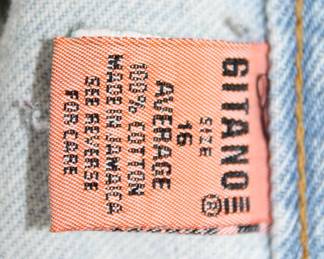 GITANO ®
SIZE
16
AVERAGE
100% COTTON
MADE IN JAMAICA
SEE REVERSE
FOR CARE